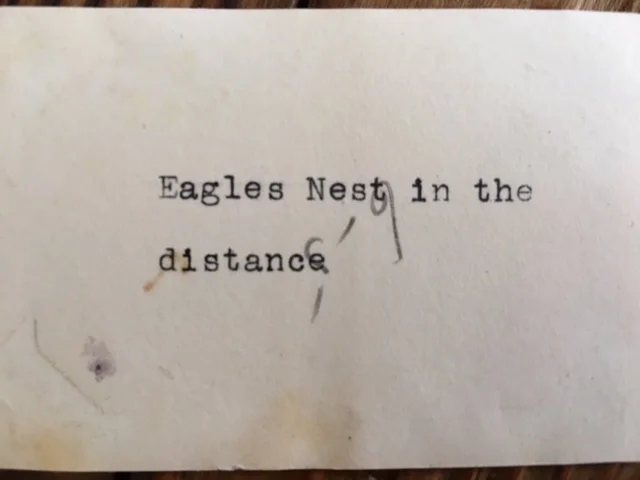 Eagles Nest in the
distance